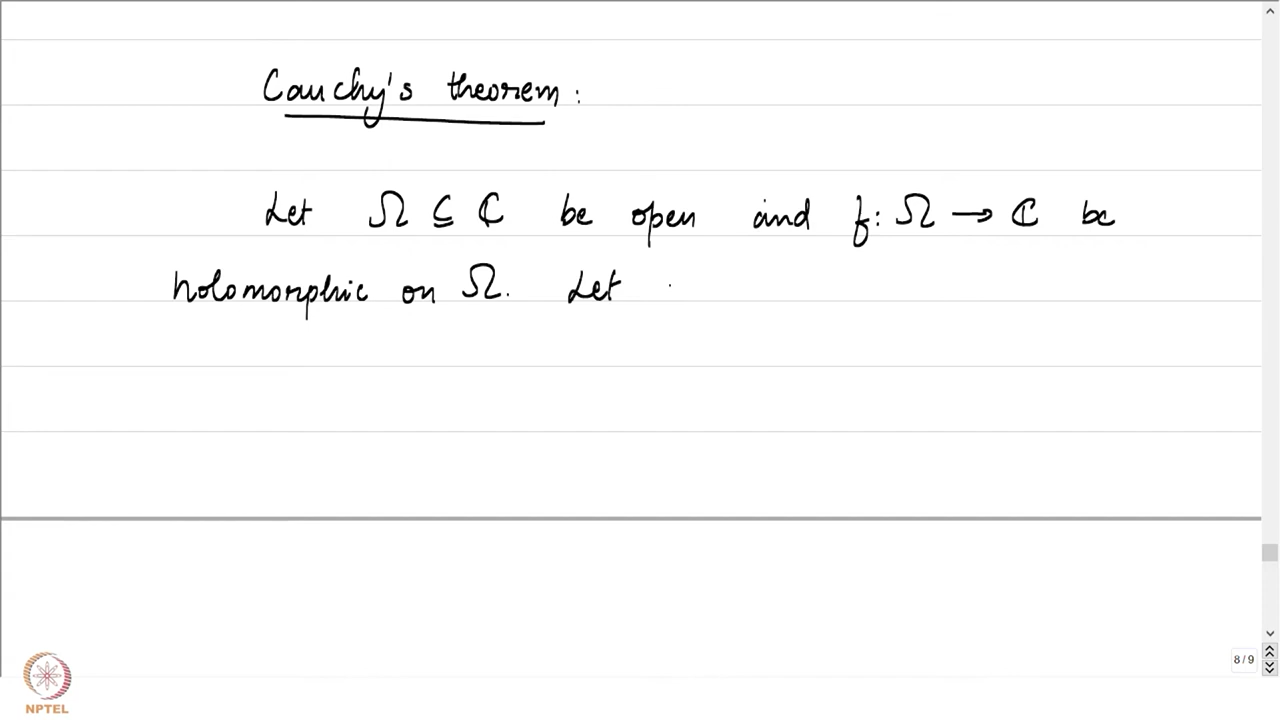 Cauchy's theorem:
Let Ω ⊆ ℂ be open and f: Ω → ℂ be
holomorphic on Ω. Let
8 / 9
NPTEL